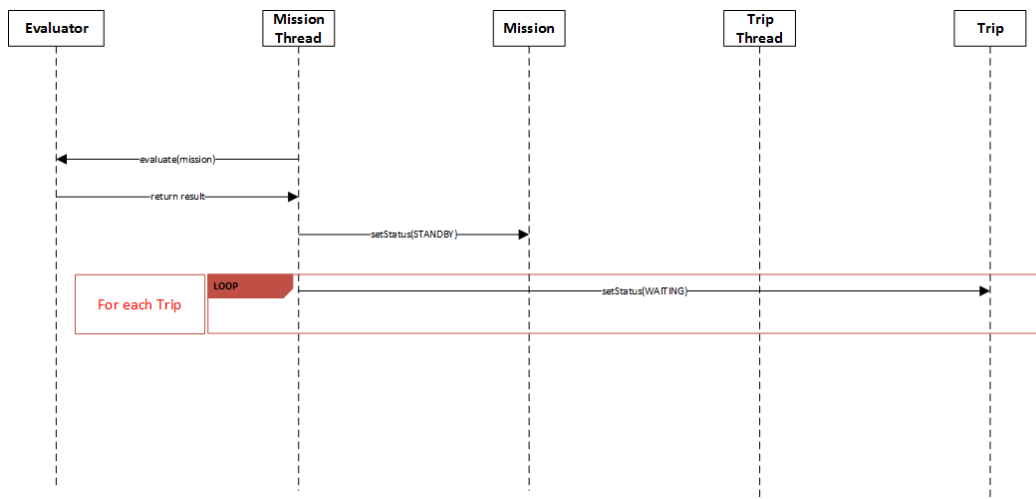 Evaluator
Mission
Thread
Mission
Trip
Thread
Trip
evaluate(mission)
return result
setStatus(STANDBY)
For each Trip
LOOP
setStatus(WAITING)